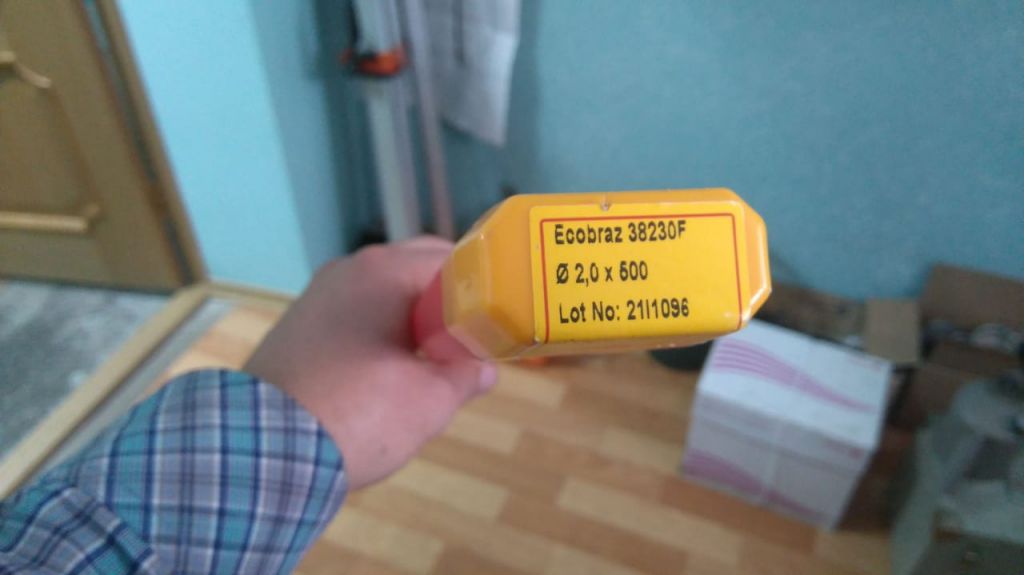 Ecobraz 38230F
Ø 2,0 x 500
Lot No: 21I1096